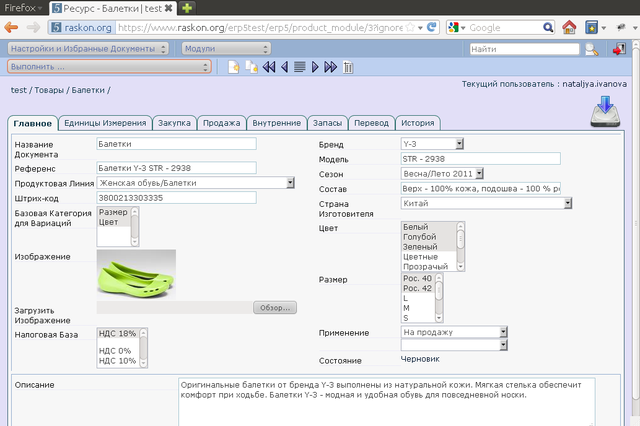 Firefox
Ресурс - Балетки | test
raskon.org https://www.raskon.org/erp5test/erp5/product_module/3?ignore
Google
Настройки и Избранные Документы Модули Найти
Выполнить ...
Текущий пользователь : nataljya.ivanova
test / Товары / Балетки /
Главное Единицы Измерения Закупка Продажа Внутренние Запасы Перевод История
Название Документа Балетки
Референс Балетки Y-3 STR - 2938
Продуктовая Линия Женская обувь/Балетки
Штрих-код 3800213303335
Базовая Категория для Вариаций
Размер
Цвет
Изображение
Загрузить Изображение Обзор...
Налоговая База
НДС 18%
НДС 0%
НДС 10%
Бренд Y-3
Модель STR - 2938
Сезон Весна/Лето 2011
Состав Верх - 100% кожа, подошва - 100 % р
Страна Изготовителя Китай
Цвет
Белый
Голубой
Зеленый
Цветные
Прозрачый
Размер
Рос. 40
Рос. 42
L
M
S
Применение На продажу
Состояние Черновик
Описание
Оригинальные балетки от бренда Y-3 выполнены из натуральной кожи. Мягкая стелька обеспечит
комфорт при ходьбе. Балетки Y-3 - модная и удобная обувь для повседневной носки.